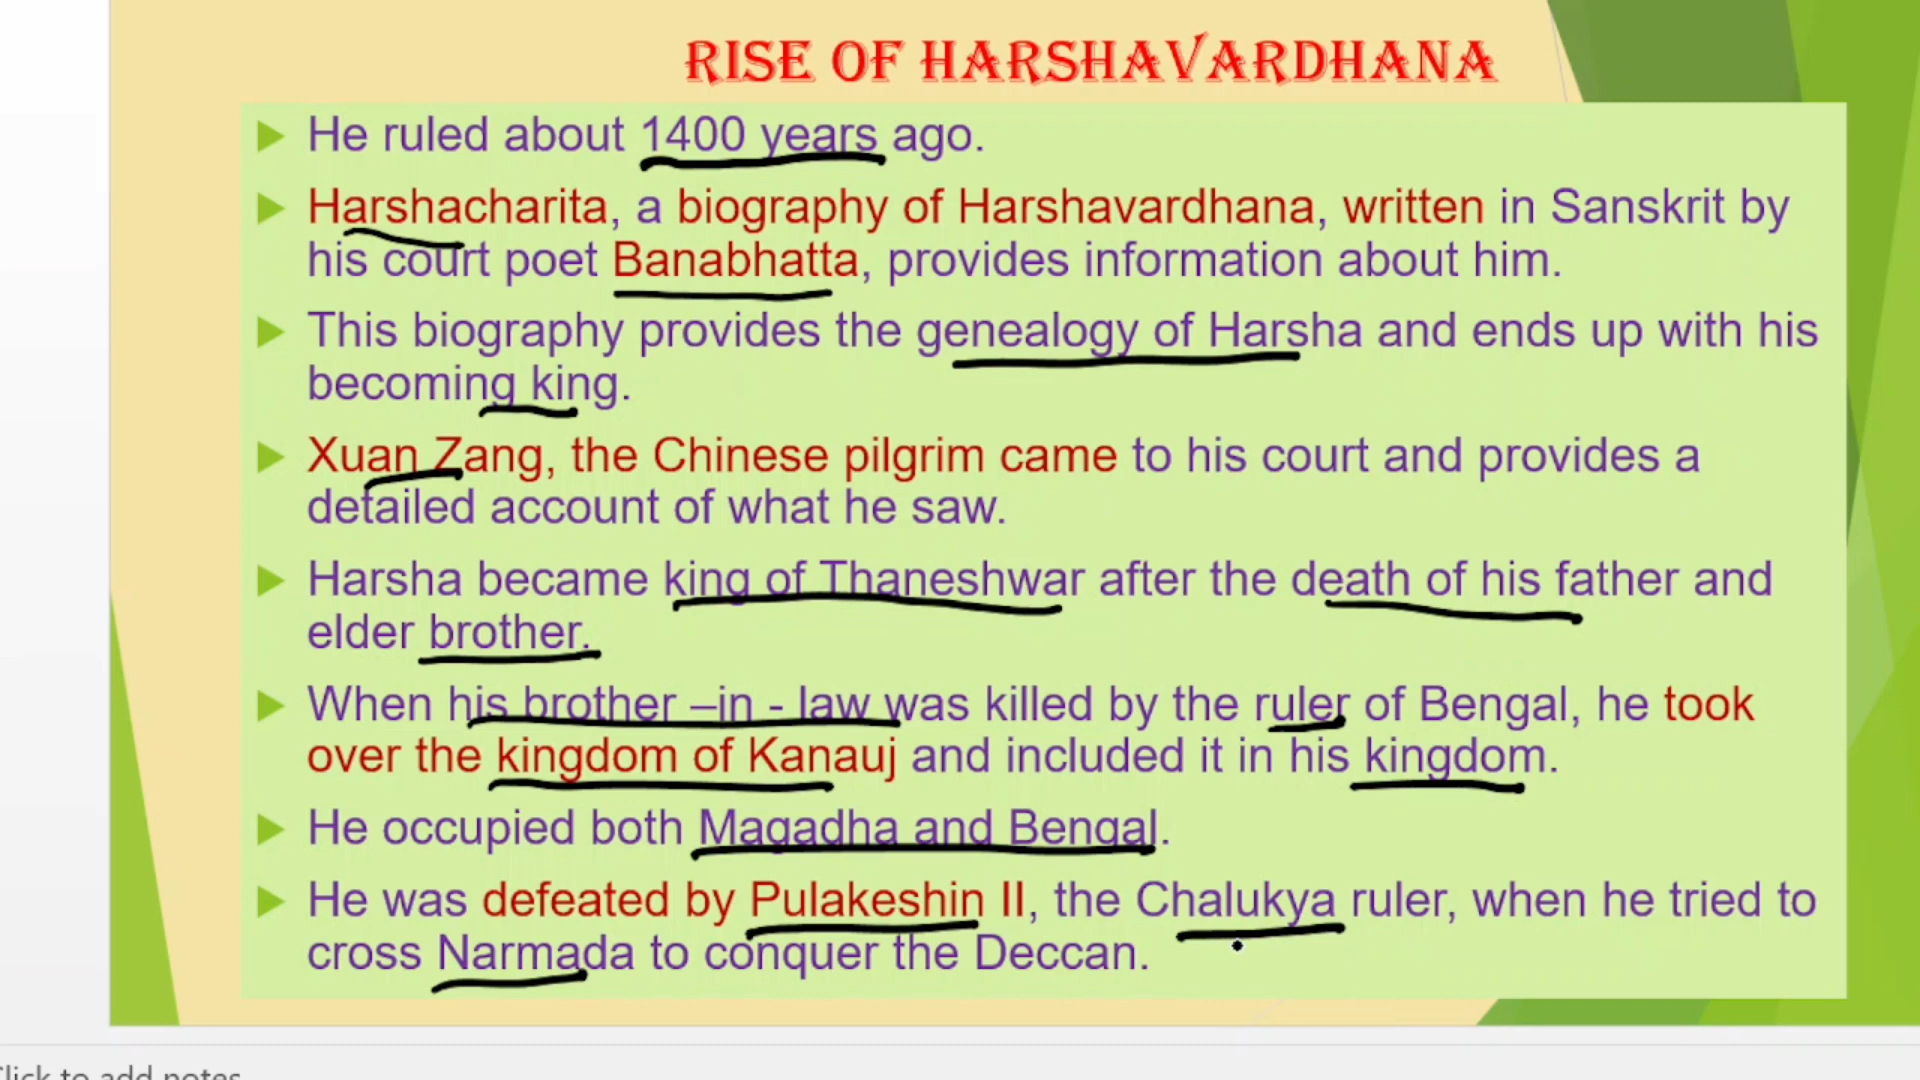 RISE OF HARSHAVARDHANA
He ruled about 1400 years ago.
Harshacharita, a biography of Harshavardhana, written in Sanskrit by
his court poet Banabhatta, provides information about him.
This biography provides the genealogy of Harsha and ends up with his
becoming king.
Xuan Zang, the Chinese pilgrim came to his court and provides a
detailed account of what he saw.
Harsha became king of Thaneshwar after the death of his father and
elder brother.
When his brother –in - law was killed by the ruler of Bengal, he took
over the kingdom of Kanauj and included it in his kingdom.
He occupied both Magadha and Bengal.
He was defeated by Pulakeshin II, the Chalukya ruler, when he tried to
cross Narmada to conquer the Deccan.
Click to add notes